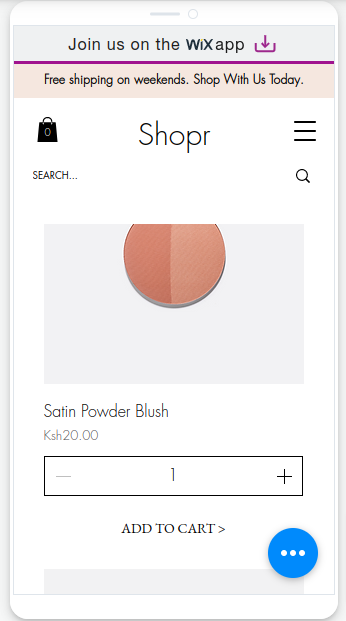 Join us on the WiX app
Free shipping on weekends. Shop With Us Today.
0
Shopr
SEARCH...
Satin Powder Blush
Ksh20.00
1
ADD TO CART >